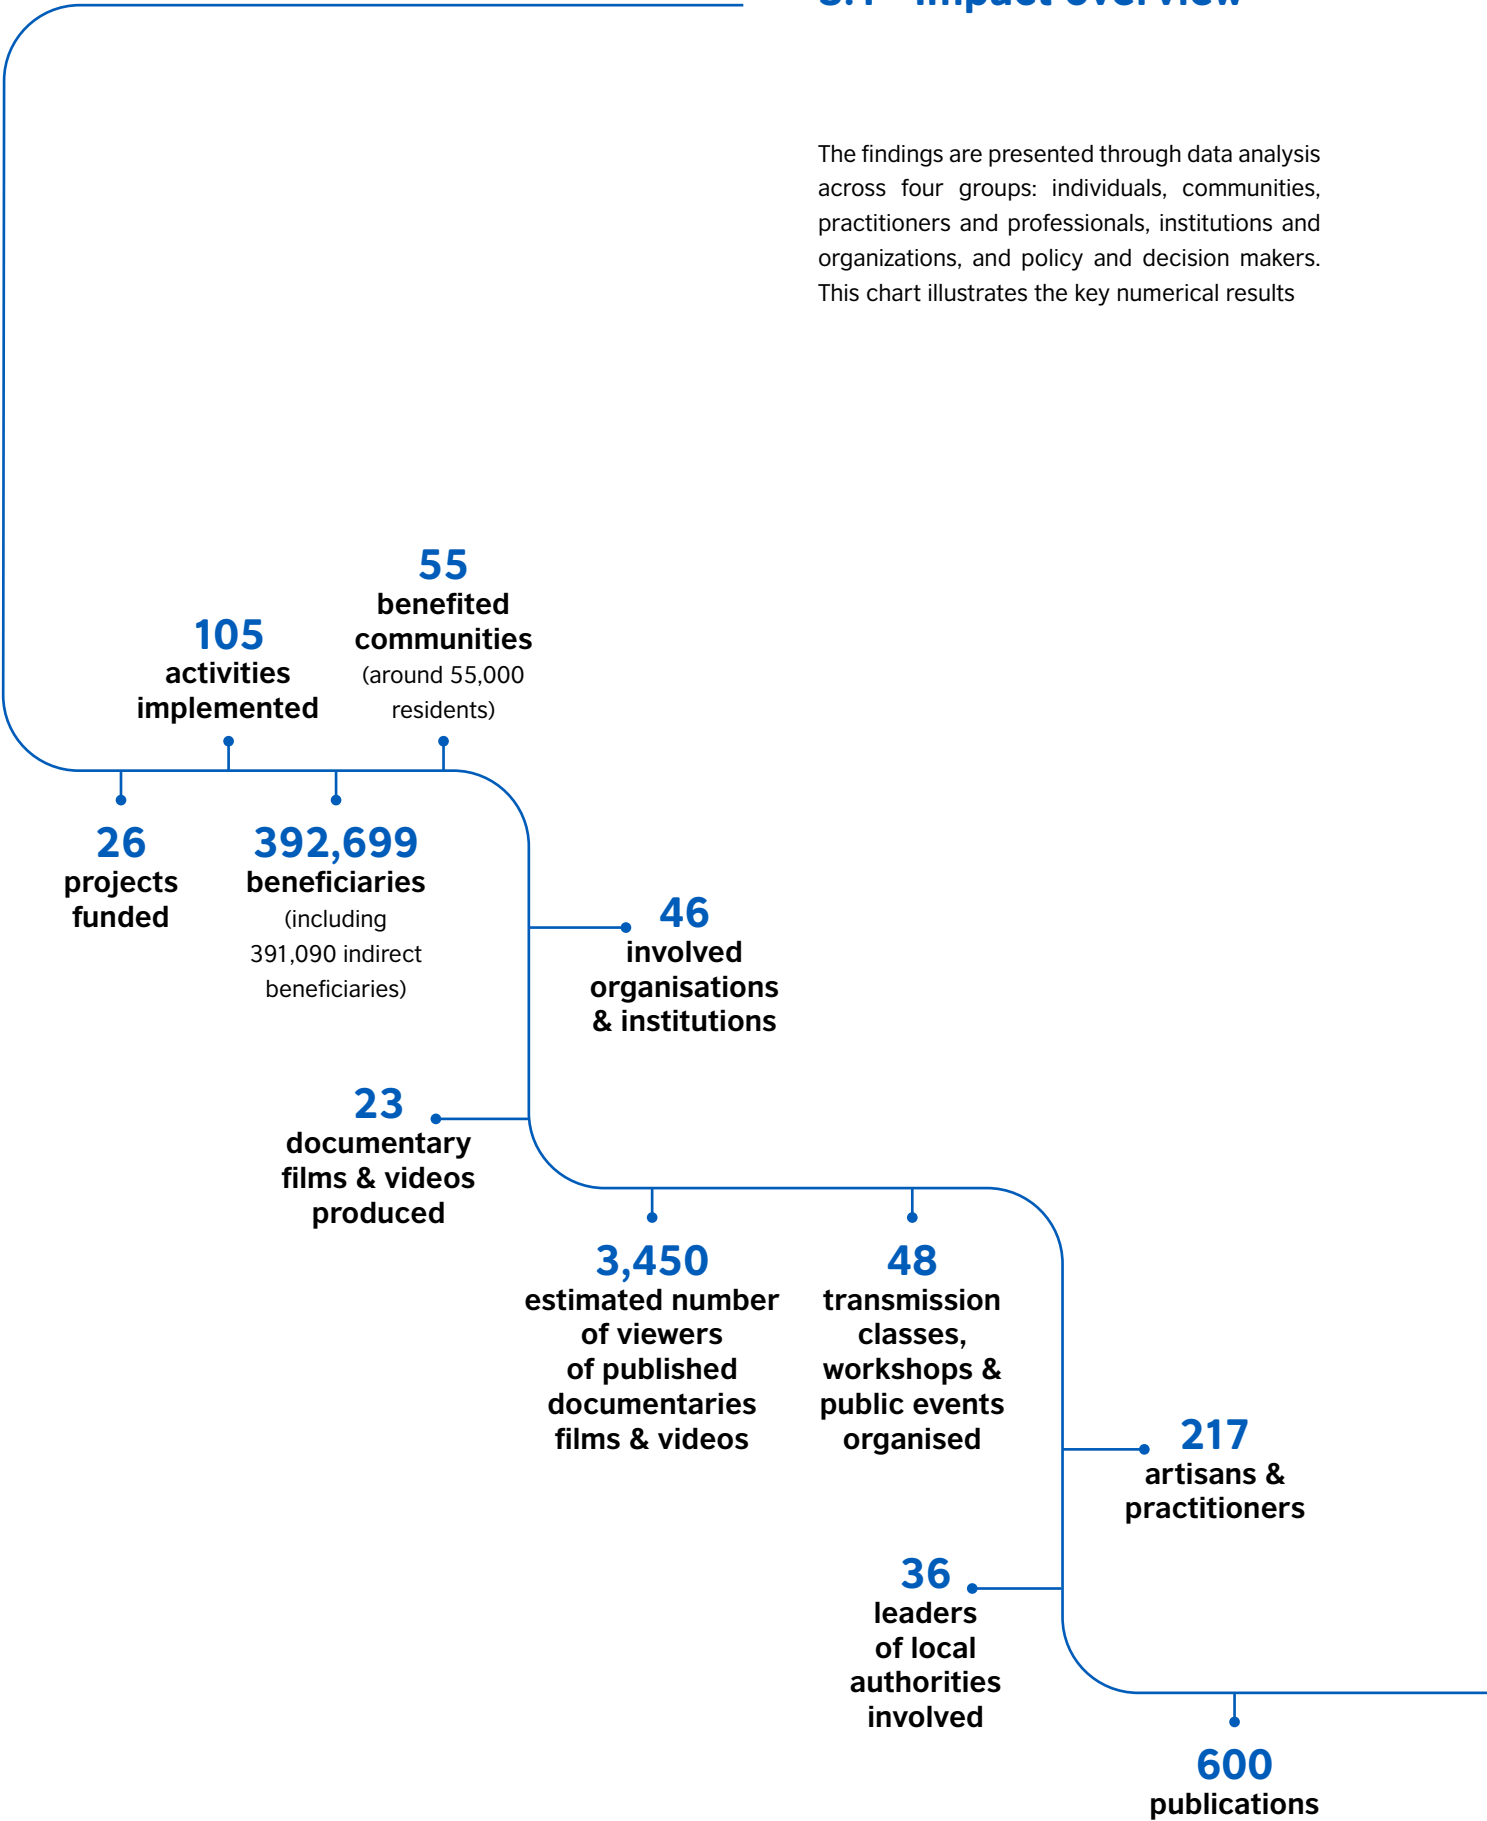 The findings are presented through data analysis
across four groups: individuals, communities,
practitioners and professionals, institutions and
organizations, and policy and decision makers.
This chart illustrates the key numerical results
55
benefited
communities
(around 55,000
residents)
105
activities
implemented
26
projects
funded
392,699
beneficiaries
(including
391,090 indirect
beneficiaries)
46
involved
organisations
& institutions
23
documentary
films & videos
produced
3,450
estimated number
of viewers
of published
documentaries
films & videos
48
transmission
classes,
workshops &
public events
organised
217
artisans &
practitioners
36
leaders
of local
authorities
involved
600
publications